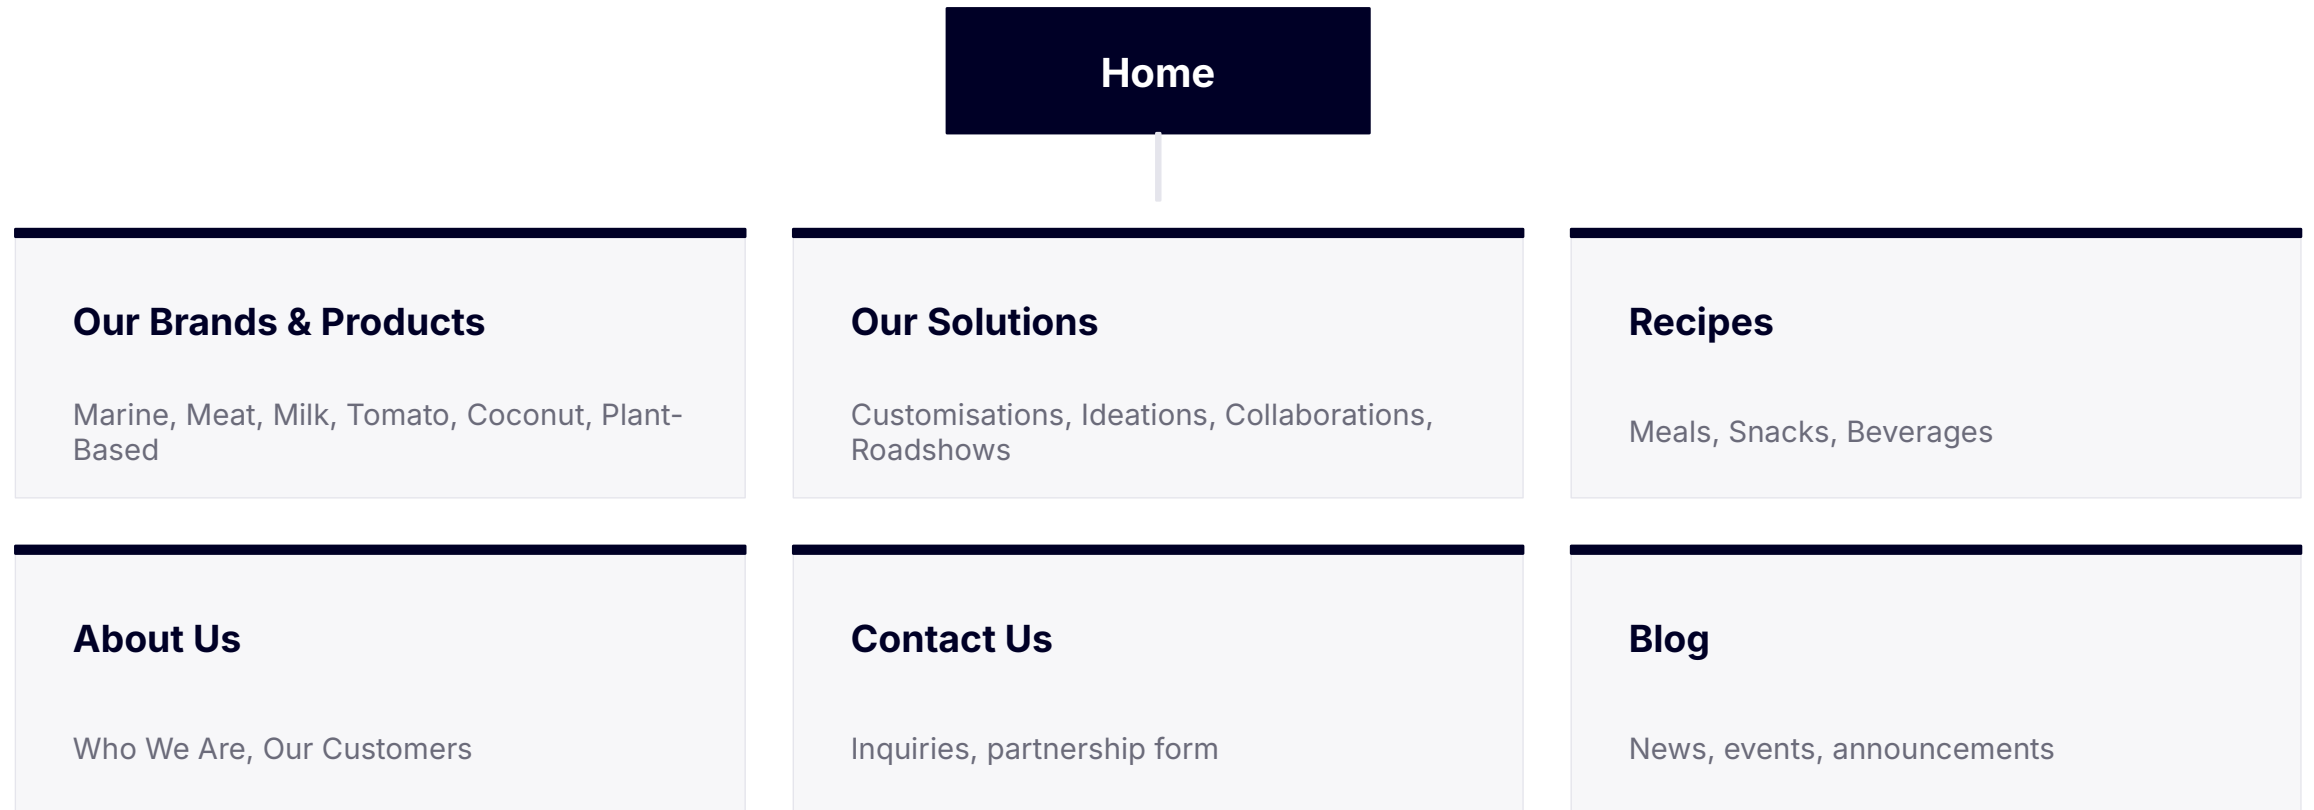 Home
Our Brands & Products
Marine, Meat, Milk, Tomato, Coconut, Plant-
Based
Our Solutions
Customisations, Ideations, Collaborations,
Roadshows
Recipes
Meals, Snacks, Beverages
About Us
Who We Are, Our Customers
Contact Us
Inquiries, partnership form
Blog
News, events, announcements